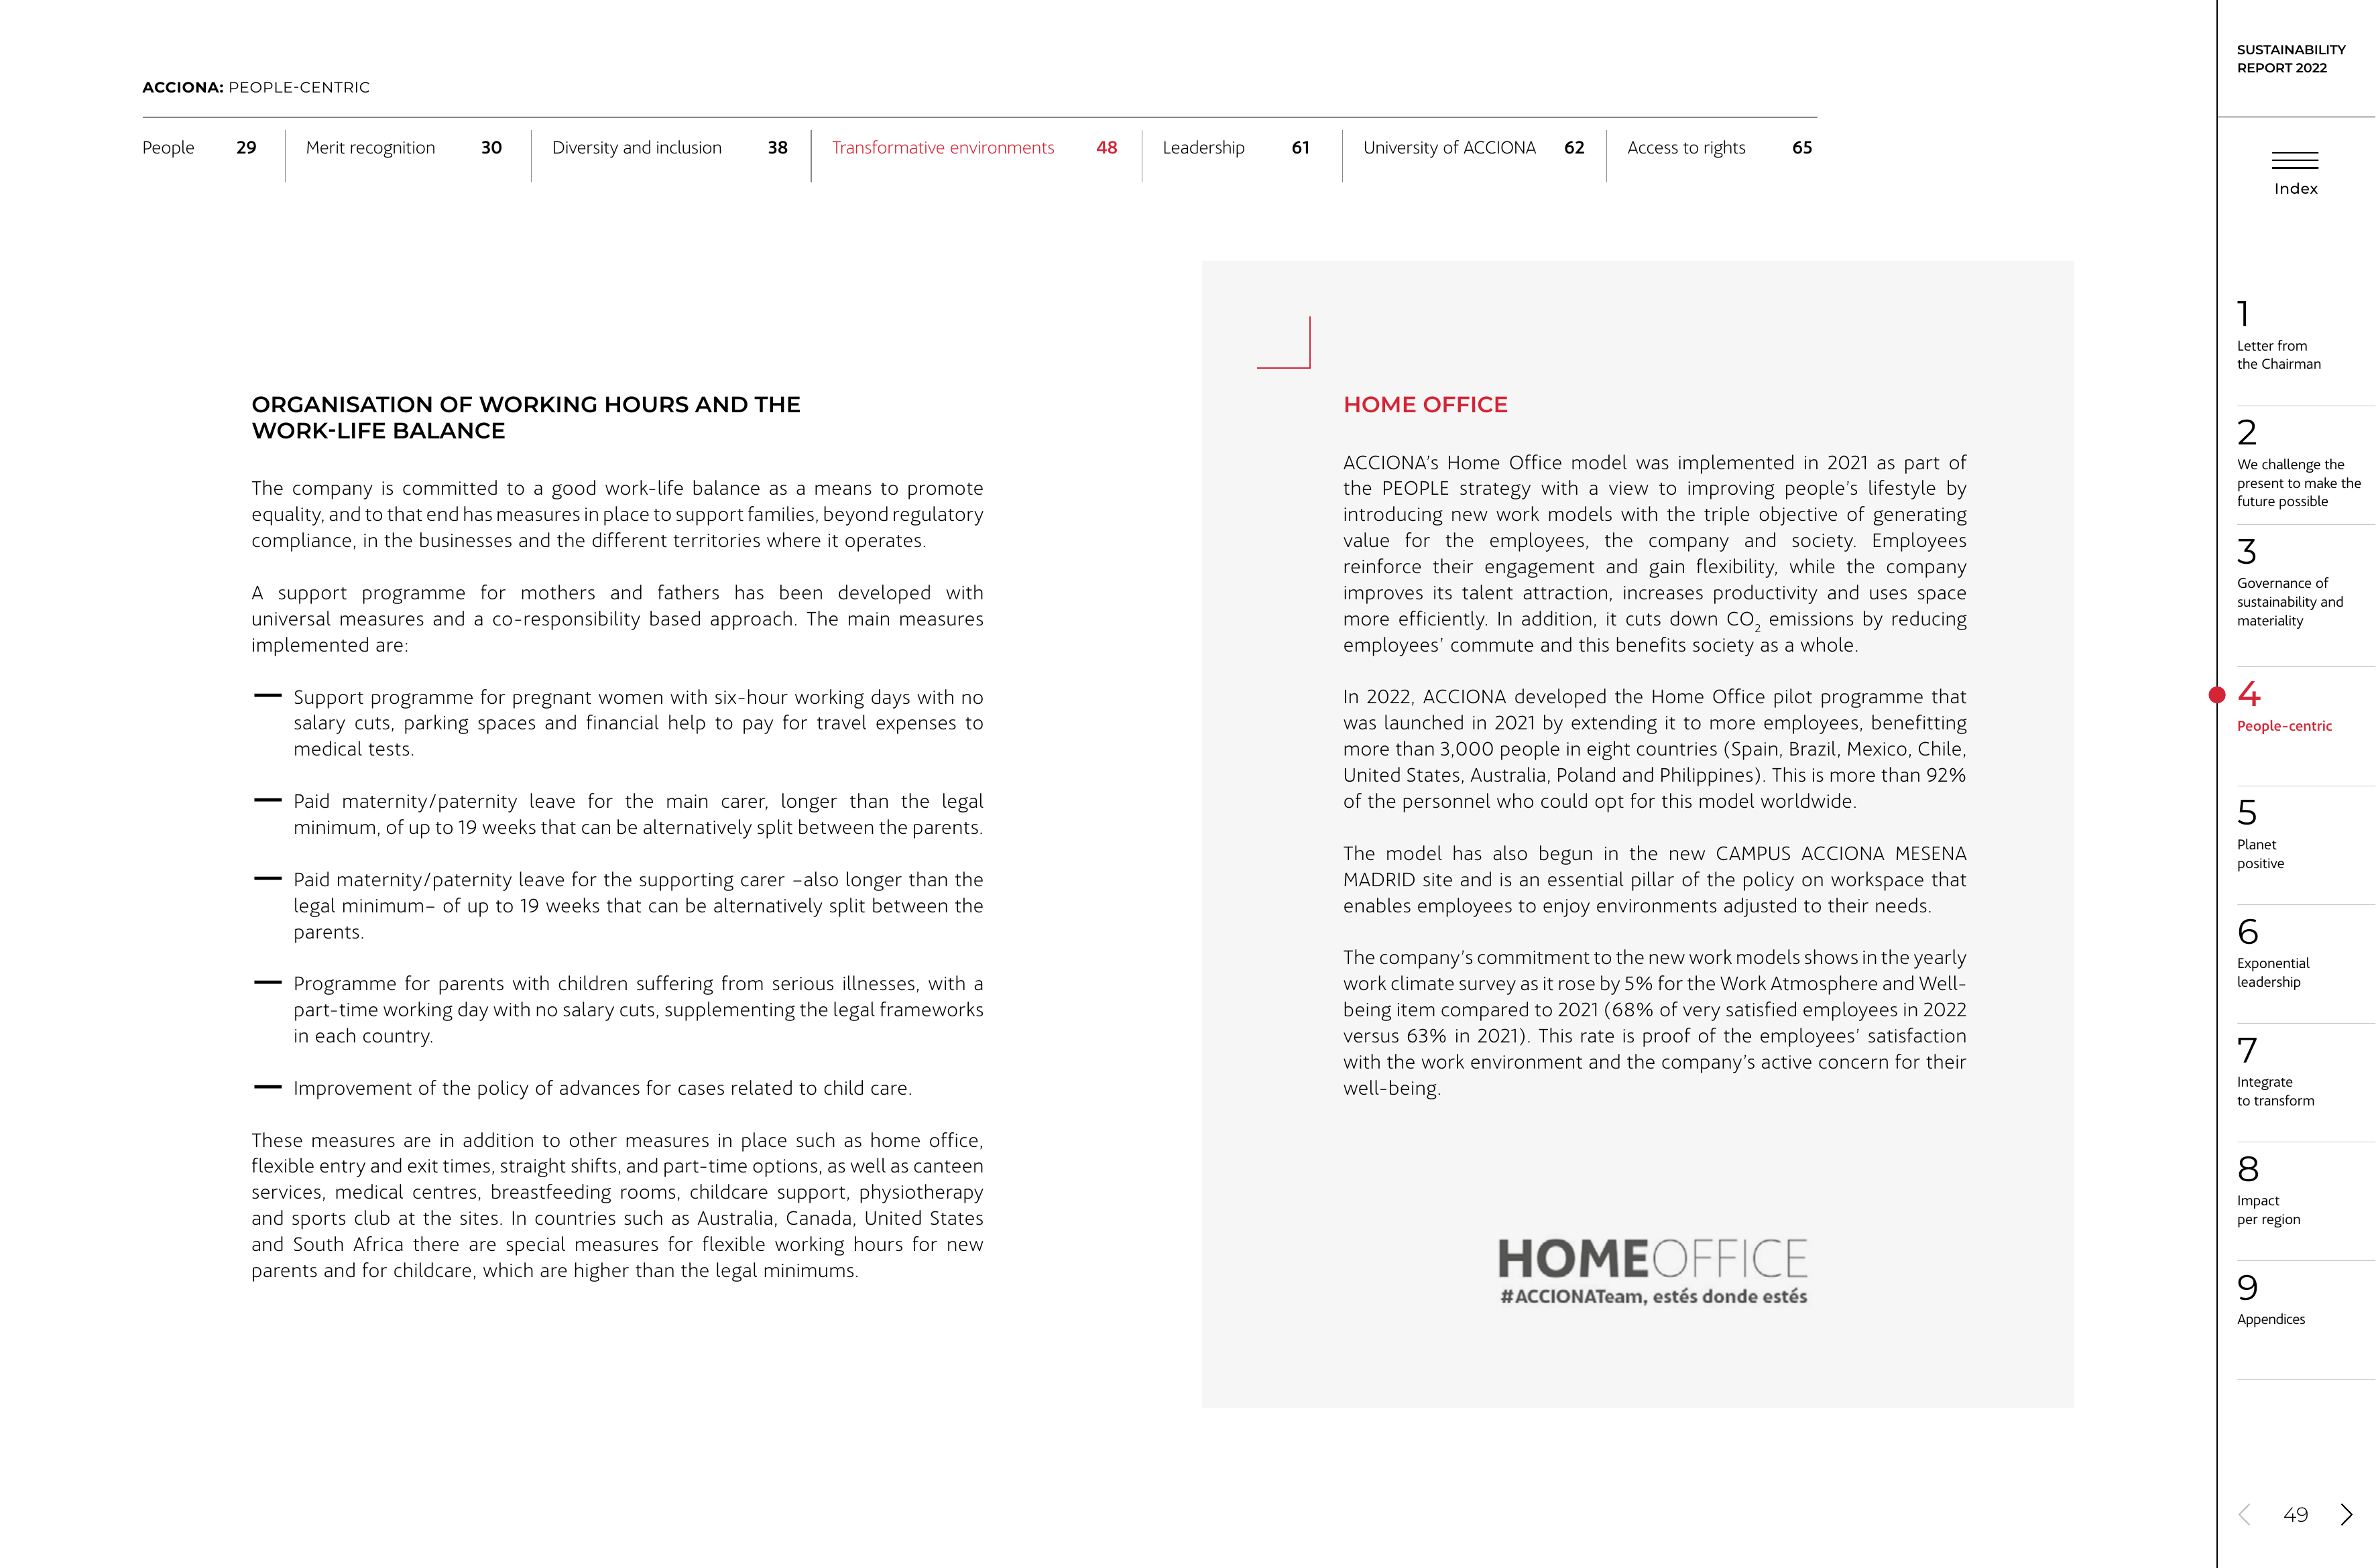 ACCIONA: PEOPLE-CENTRIC
People 29
Merit recognition 30
Diversity and inclusion 38
Transformative environments 48
Leadership 61
University of ACCIONA 62
Access to rights 65
ORGANISATION OF WORKING HOURS AND THE
WORK-LIFE BALANCE
The company is committed to a good work-life balance as a means to promote
equality, and to that end has measures in place to support families, beyond regulatory
compliance, in the businesses and the different territories where it operates.
A support programme for mothers and fathers has been developed with
universal measures and a co-responsibility based approach. The main measures
implemented are:
— Support programme for pregnant women with six-hour working days with no
salary cuts, parking spaces and financial help to pay for travel expenses to
medical tests.
— Paid maternity/paternity leave for the main carer, longer than the legal
minimum, of up to 19 weeks that can be alternatively split between the parents.
— Paid maternity/paternity leave for the supporting carer –also longer than the
legal minimum– of up to 19 weeks that can be alternatively split between the
parents.
— Programme for parents with children suffering from serious illnesses, with a
part-time working day with no salary cuts, supplementing the legal frameworks
in each country.
— Improvement of the policy of advances for cases related to child care.
These measures are in addition to other measures in place such as home office,
flexible entry and exit times, straight shifts, and part-time options, as well as canteen
services, medical centres, breastfeeding rooms, childcare support, physiotherapy
and sports club at the sites. In countries such as Australia, Canada, United States
and South Africa there are special measures for flexible working hours for new
parents and for childcare, which are higher than the legal minimums.
HOME OFFICE
ACCIONA’s Home Office model was implemented in 2021 as part of
the PEOPLE strategy with a view to improving people’s lifestyle by
introducing new work models with the triple objective of generating
value for the employees, the company and society. Employees
reinforce their engagement and gain flexibility, while the company
improves its talent attraction, increases productivity and uses space
more efficiently. In addition, it cuts down CO₂ emissions by reducing
employees’ commute and this benefits society as a whole.
In 2022, ACCIONA developed the Home Office pilot programme that
was launched in 2021 by extending it to more employees, benefitting
more than 3,000 people in eight countries (Spain, Brazil, Mexico, Chile,
United States, Australia, Poland and Philippines). This is more than 92%
of the personnel who could opt for this model worldwide.
The model has also begun in the new CAMPUS ACCIONA MESENA
MADRID site and is an essential pillar of the policy on workspace that
enables employees to enjoy environments adjusted to their needs.
The company’s commitment to the new work models shows in the yearly
work climate survey as it rose by 5% for the Work Atmosphere and Well-
being item compared to 2021 (68% of very satisfied employees in 2022
versus 63% in 2021). This rate is proof of the employees’ satisfaction
with the work environment and the company’s active concern for their
well-being.
HOMEOFFICE
#ACCIONATeam, estés donde estés
SUSTAINABILITY
REPORT 2022
Index
1
Letter from
the Chairman
2
We challenge the
present to make the
future possible
3
Governance of
sustainability and
materiality
4
People-centric
5
Planet
positive
6
Exponential
leadership
7
Integrate
to transform
8
Impact
per region
9
Appendices
49